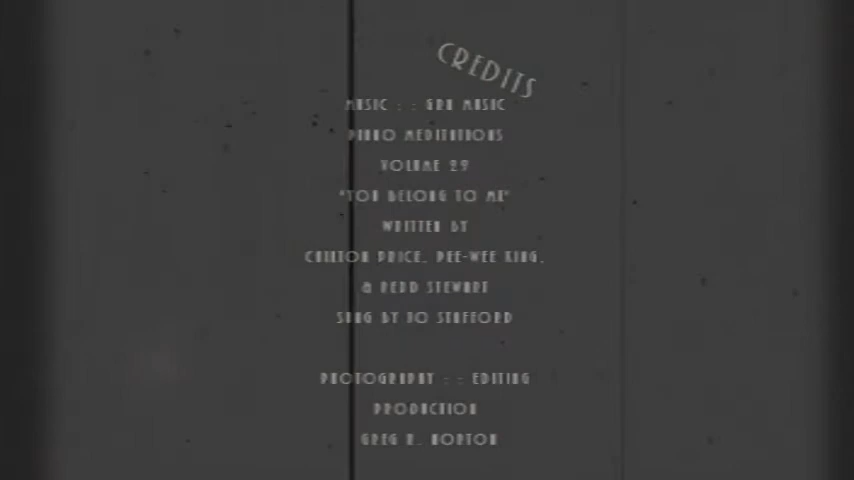 CREDITS
MUSIC : : GRN MUSIC
PIANO MEDITATIONS
VOLUME 29
"YOU BELONG TO ME"
WRITTEN BY
CHILTON PRICE, PEE-WEE KING,
& REDD STEWART
SUNG BY JO STAFFORD
PHOTOGRAPHY : : EDITING
PRODUCTION
GREG R. NORTON